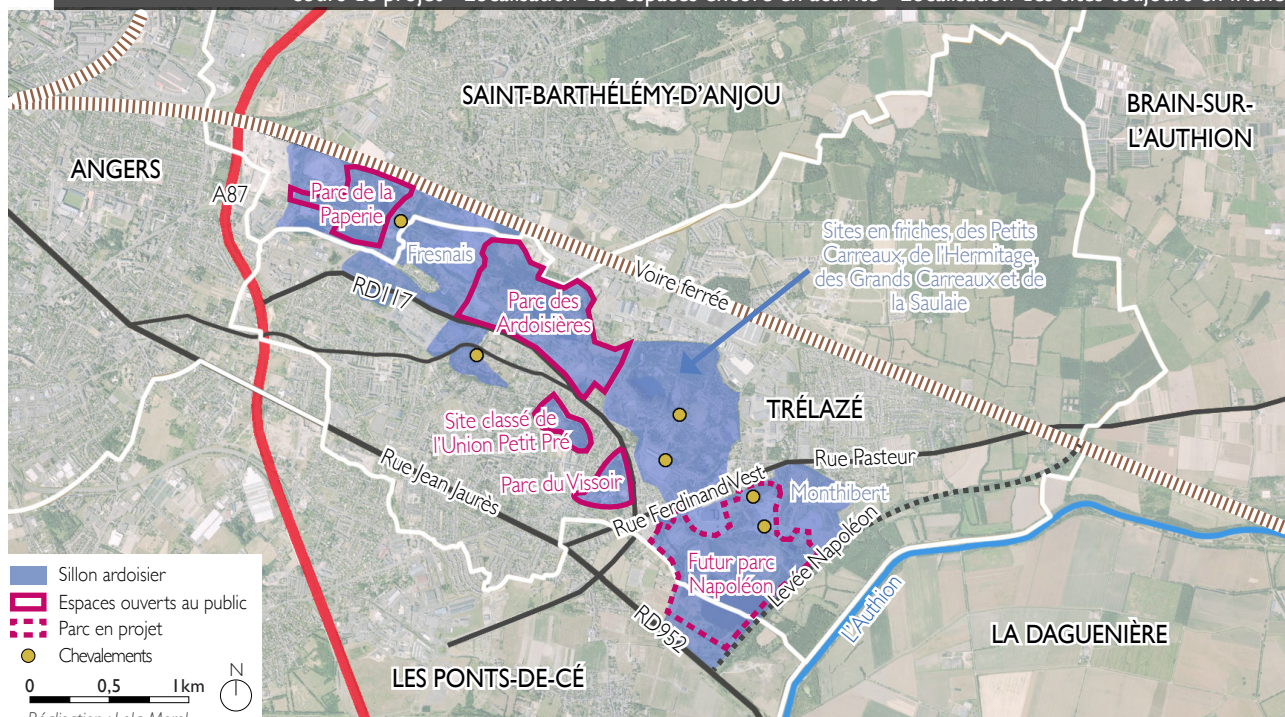 SAINT-BARTHÉLÉMY-D'ANJOU
BRAIN-SUR-
L'AUTHION
ANGERS
A87
Parc de la
Paperie
Fresnais
Sites en friches, des Petits
Carreaux, de l'Hermitage,
des Grands Carreaux et de
la Saulaie
Voire ferrée
RD117
Parc des
Ardoisières
TRÉLAZÉ
Site classé de
l'Union Petit Pré
Rue Jean Jaurès
Parc du Vissoir
Rue Pasteur
Rue Ferdinand Vest
Monthibert
Futur parc
Napoléon
Levée Napoléon
L'Authion
RD952
LA DAGUENIÈRE
LES PONTS-DE-CÉ
Sillon ardoisier
Espaces ouverts au public
Parc en projet
Chevalements
N
0 0,5 1 km